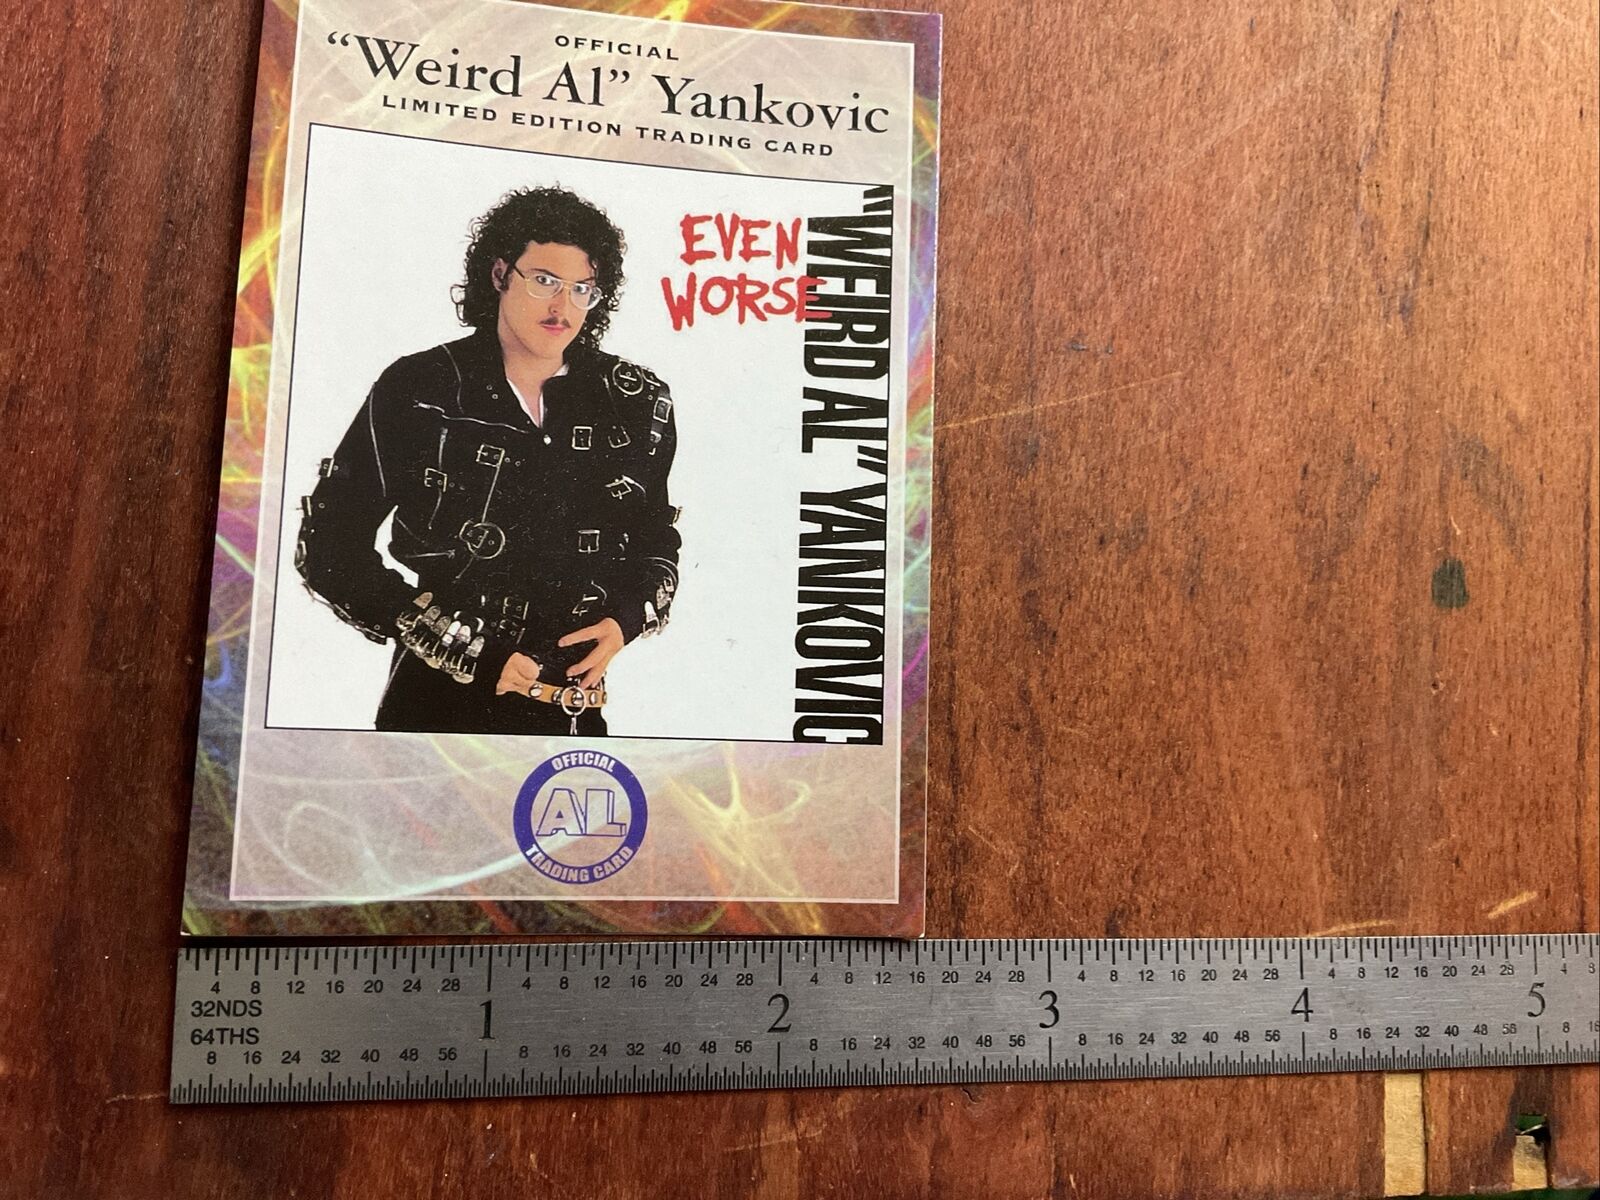 OFFICIAL
“Weird Al” Yankovic
LIMITED EDITION TRADING CARD
EVEN
WORSE
"WEIRD AL" YANKOVIC
OFFICIAL
AL
TRADING CARD
4 8 12 16 20 24 28 4 8 12 16 20 24 28 4 8 12 16 20 24 28 4 8 12 16 20 24 28 4 8 12 16 20 24 28 4 8
32NDS 1 2 3 4 5
64THS
8 16 24 32 40 48 56 8 16 24 32 40 48 56 8 16 24 32 40 48 56 8 16 24 32 40 48 56 8 16 24 32 40 48 56 8 16